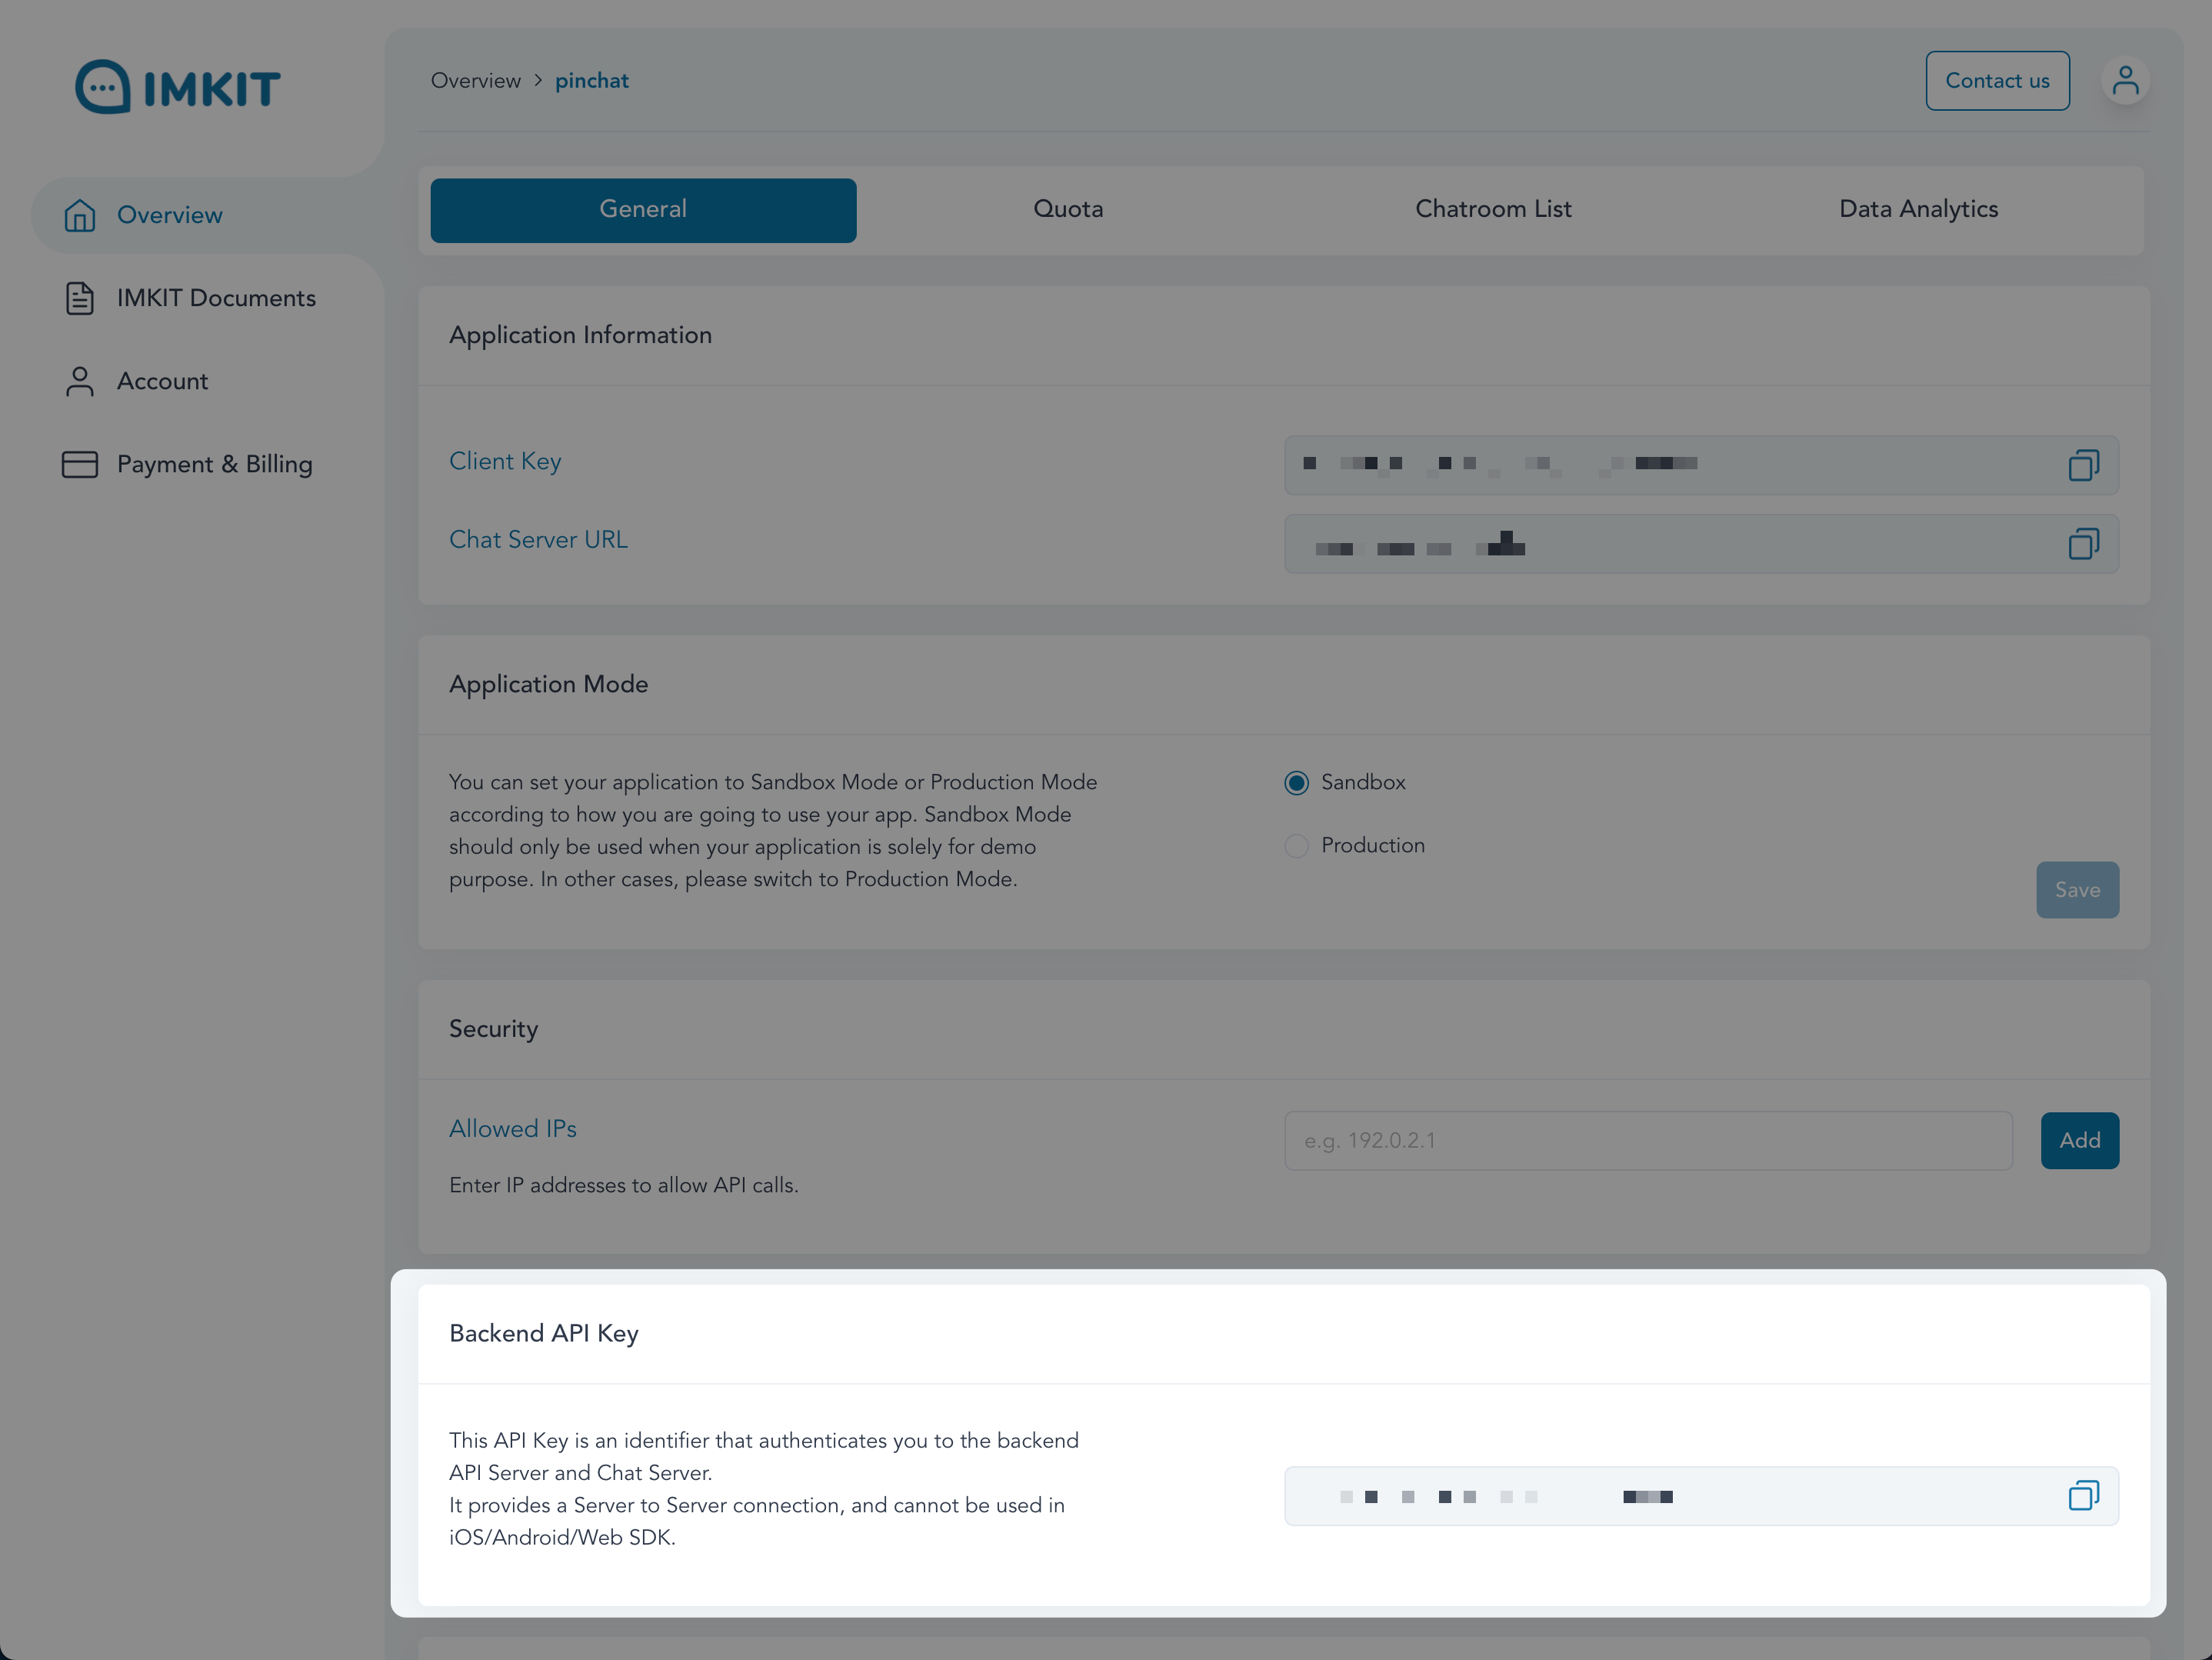 IMKIT
Overview > pinchat
Contact us
Overview
IMKIT Documents
Account
Payment & Billing
General
Quota
Chatroom List
Data Analytics
Application Information
Client Key
Chat Server URL
Application Mode
You can set your application to Sandbox Mode or Production Mode
according to how you are going to use your app. Sandbox Mode
should only be used when your application is solely for demo
purpose. In other cases, please switch to Production Mode.
Sandbox
Production
Save
Security
Allowed IPs
e.g. 192.0.2.1
Add
Enter IP addresses to allow API calls.
Backend API Key
This API Key is an identifier that authenticates you to the backend
API Server and Chat Server.
It provides a Server to Server connection, and cannot be used in
iOS/Android/Web SDK.